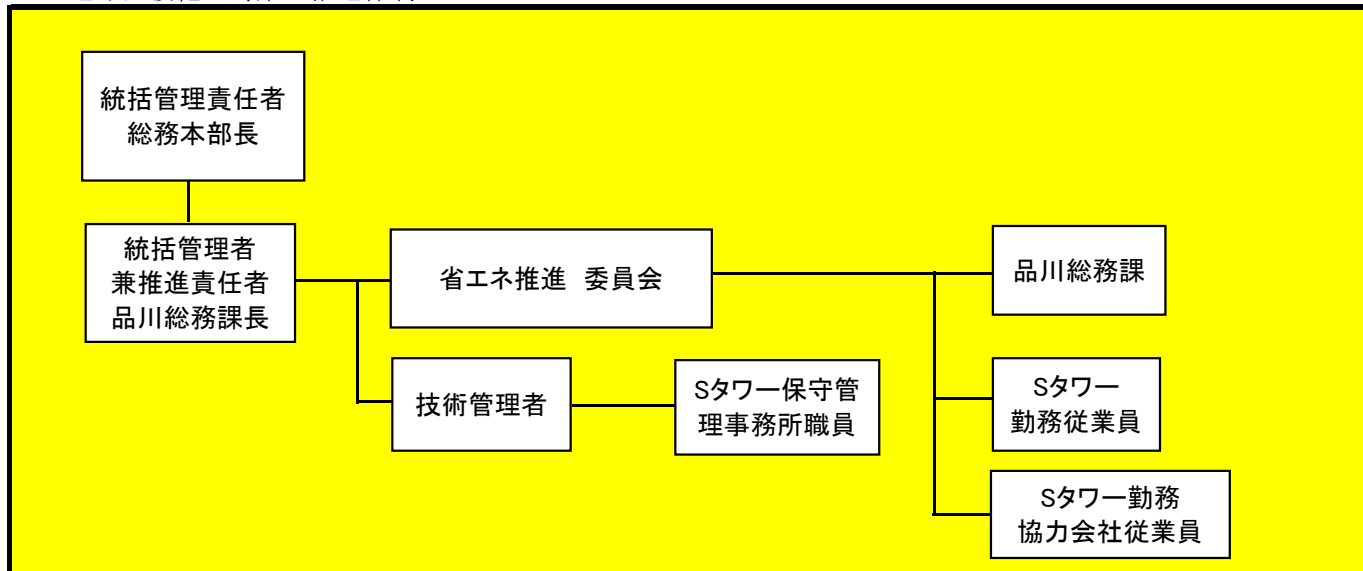 統括管理責任者
総務本部長
統括管理者
兼推進責任者
品川総務課長
省エネ推進 委員会
技術管理者
Sタワー保守管
理事務所職員
品川総務課
Sタワー
勤務従業員
Sタワー勤務
協力会社従業員